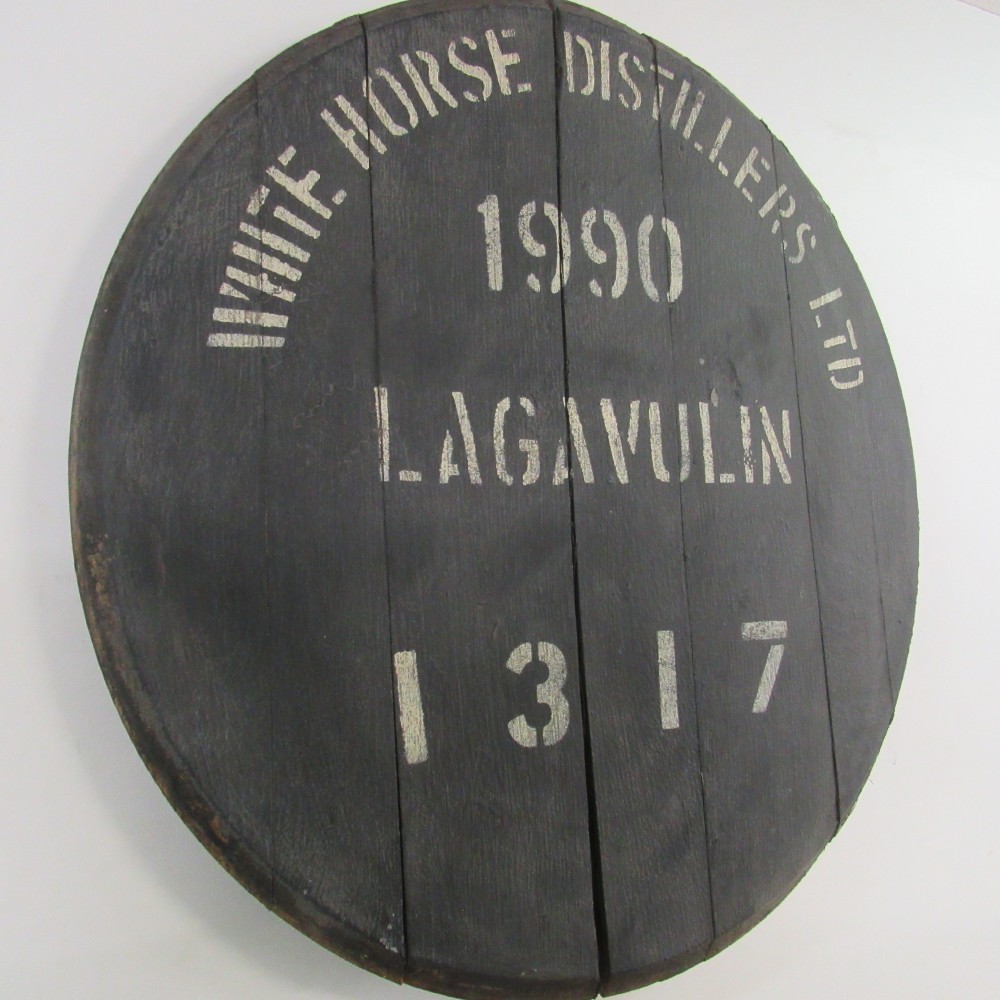 WHITE HORSE DISTILLERS LTD
1990
LAGAVULIN
1317